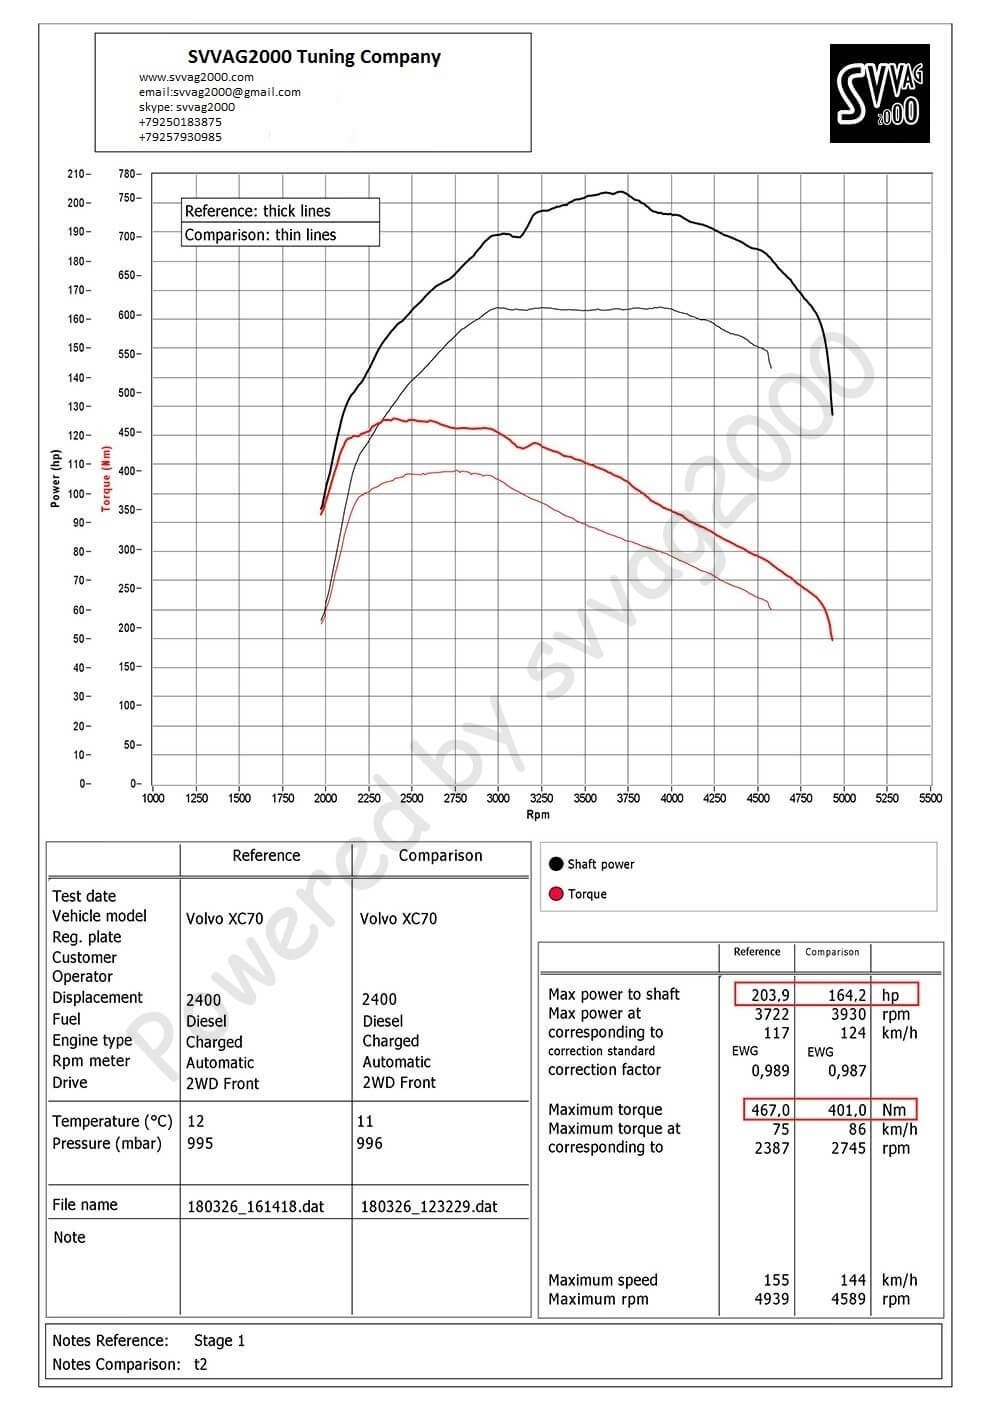 SVVAG2000 Tuning Company
www.svvag2000.com
email:svvag2000@gmail.com
skype: svvag2000
+79250183875
+79257930985
SVVAG
2000
210 780
200 750
190 700
180 650
170 600
160 550
150 500
140 450
130 400
120 350
110 300
100 250
90 200
80 150
70 100
60 50
50 0
40
30
20
10
0
Power (hp)
Torque (Nm)
Reference: thick lines
Comparison: thin lines
1000 1250 1500 1750 2000 2250 2500 2750 3000 3250 3500 3750 4000 4250 4500 4750 5000 5250 5500
Rpm
Powered by svvag2000
Reference Comparison
Test date
Vehicle model Volvo XC70 Volvo XC70
Reg. plate
Customer
Operator
Displacement 2400 2400
Fuel Diesel Diesel
Engine type Charged Charged
Rpm meter Automatic Automatic
Drive 2WD Front 2WD Front
Temperature (°C) 12 11
Pressure (mbar) 995 996
File name 180326_161418.dat 180326_123229.dat
Note
Shaft power
Torque
Reference Comparison
Max power to shaft 203,9 164,2 hp
Max power at 3722 3930 rpm
corresponding to 117 124 km/h
correction standard EWG EWG
correction factor 0,989 0,987
Maximum torque 467,0 401,0 Nm
Maximum torque at 75 86 km/h
corresponding to 2387 2745 rpm
Maximum speed 155 144 km/h
Maximum rpm 4939 4589 rpm
Notes Reference: Stage 1
Notes Comparison: t2